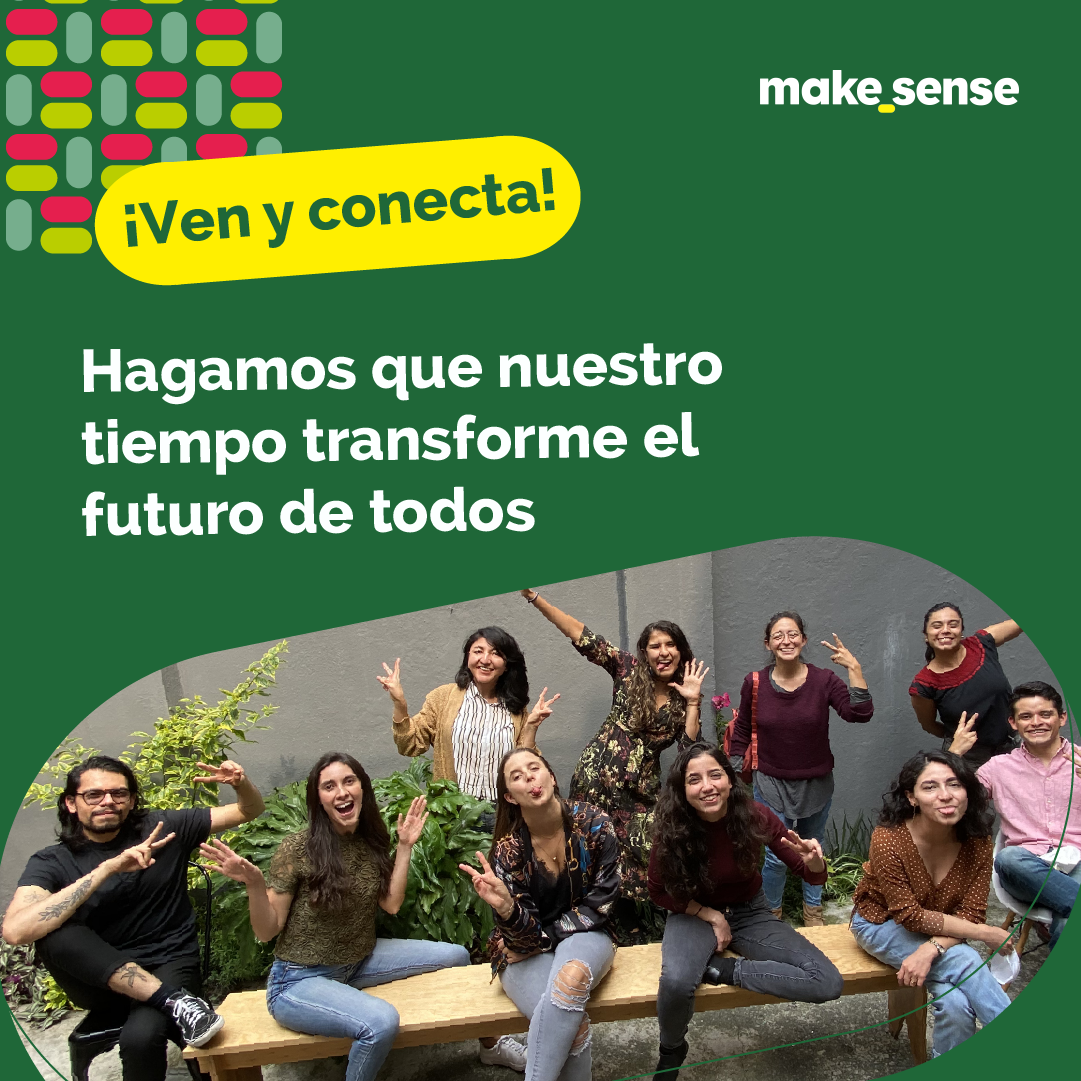 make_sense
¡Ven y conecta!
Hagamos que nuestro
tiempo transforme el
futuro de todos